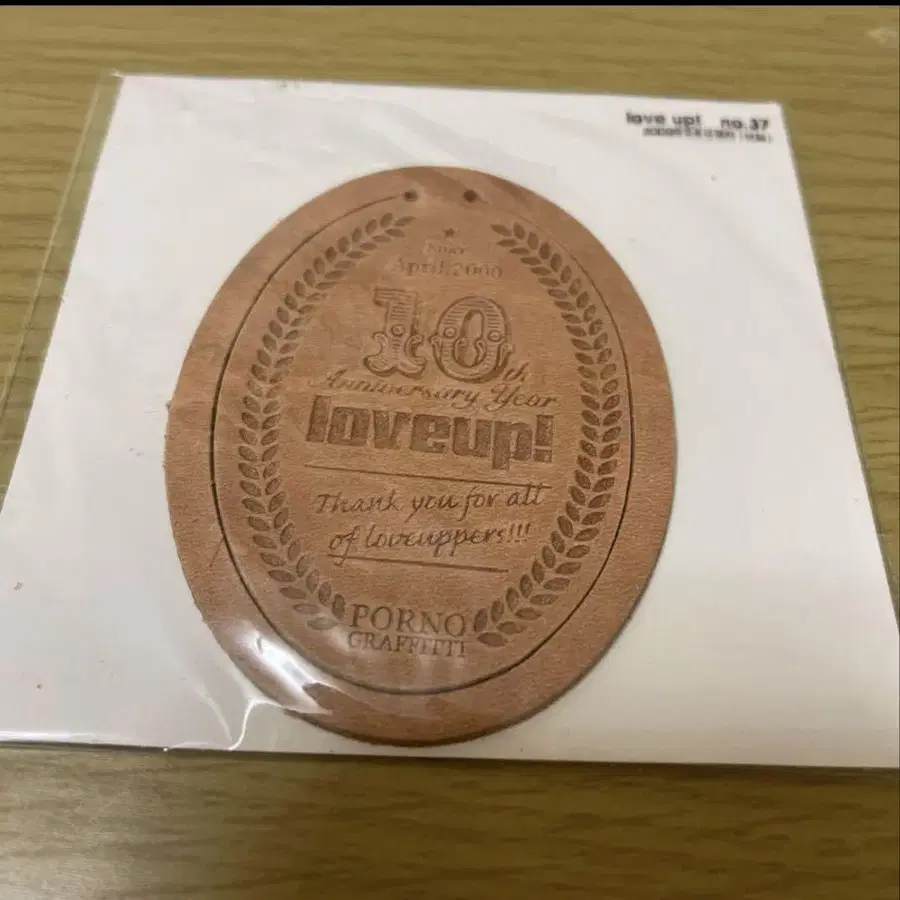 love up! no.37
Since
April/2000
10th
Anniversary Year
loveup!
Thank you for all
of loveuppers!!!
PORNO
GRAFFITTI